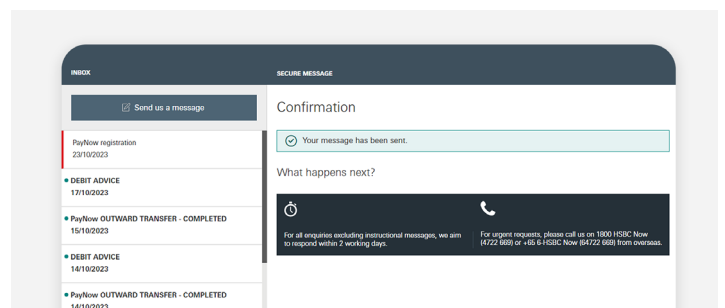 INBOX
SECURE MESSAGE
Send us a message
PayNow registration
23/10/2023
DEBIT ADVICE
17/10/2023
PayNow OUTWARD TRANSFER - COMPLETED
15/10/2023
DEBIT ADVICE
14/10/2023
PayNow OUTWARD TRANSFER - COMPLETED
14/10/2023
Confirmation
Your message has been sent.
What happens next?
For all enquiries excluding instructional messages, we aim
to respond within 2 working days.
For urgent requests, please call us on 1800 HSBC Now
(4722 669) or +65 6-HSBC Now (64722 669) from overseas.